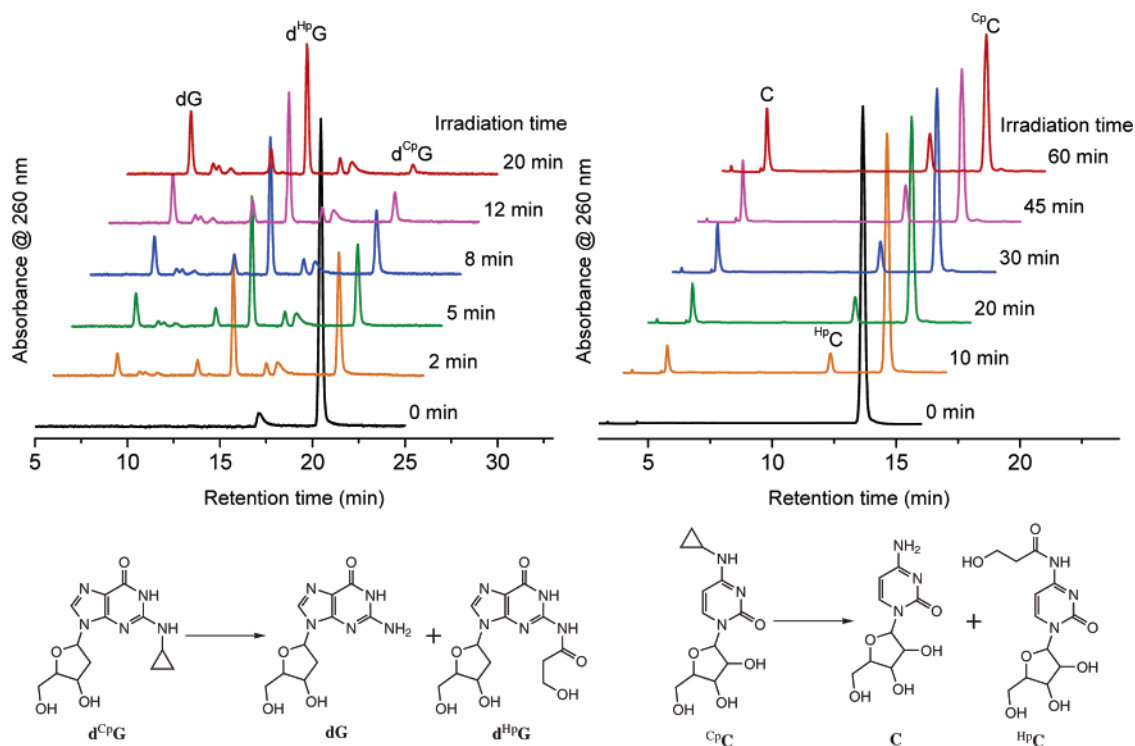 d^HpG
dG
Irradiation time
d^CpG
20 min
12 min
8 min
5 min
2 min
0 min
Absorbance @ 260 nm
5 10 15 20 25 30
Retention time (min)
^CpC
C
Irradiation time
60 min
45 min
30 min
20 min
^HpC
10 min
0 min
Absorbance @ 260 nm
5 10 15 20
Retention time (min)
O
N
NH
N
N
NH
O
OH
OH
d^CpG
O
N
NH
N
N
NH2
O
OH
OH
dG
+
O
N
NH
N
N
NH
O
O
OH
OH
OH
d^HpG
NH
N
N
O
O
OH
OH
OH
^CpC
NH2
N
N
O
O
OH
OH
OH
C
+
O
HO
NH
N
N
O
O
OH
OH
OH
^HpC